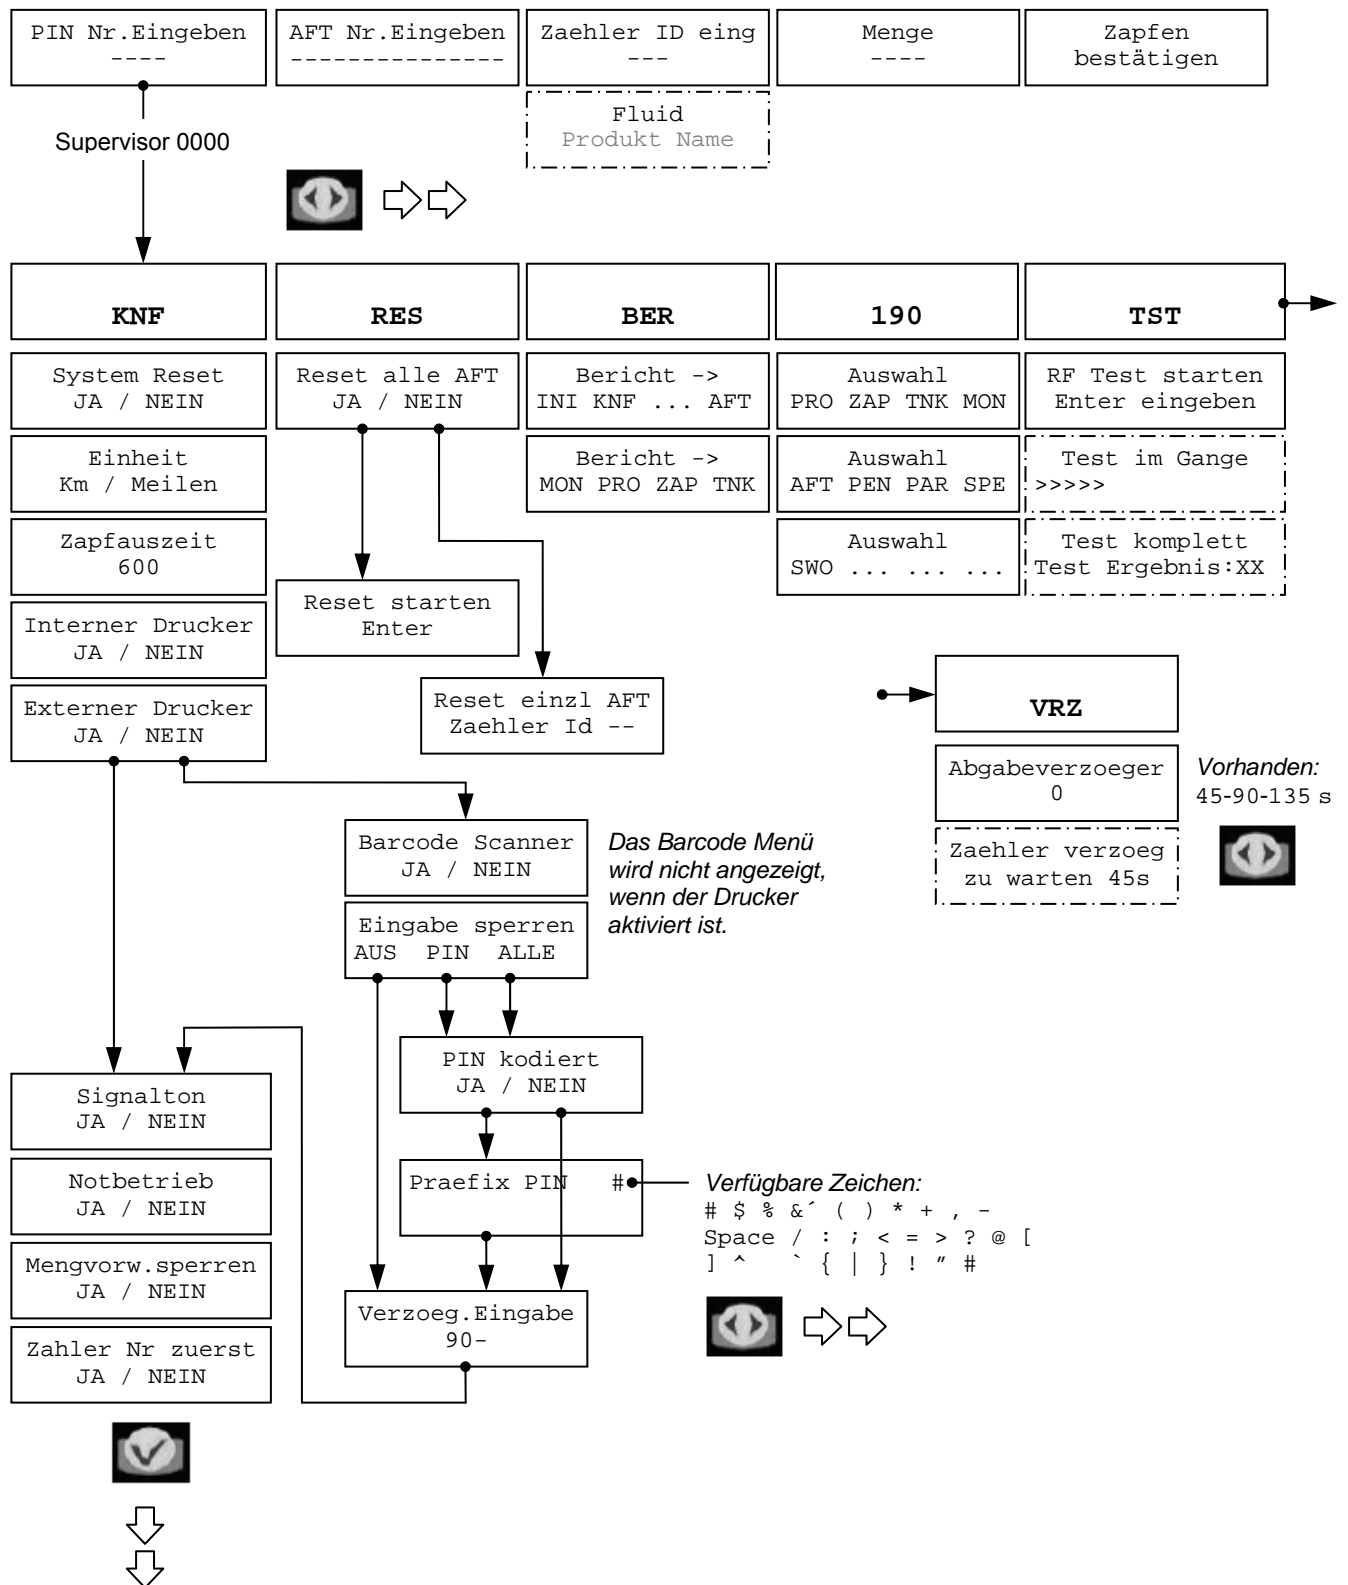 PIN Nr.Eingeben
----
AFT Nr.Eingeben
---------------
Zaehler ID eing
---
Menge
----
Zapfen
bestätigen
Fluid
Produkt Name
Supervisor 0000
KNF
RES
BER
190
TST
System Reset
JA / NEIN
Reset alle AFT
JA / NEIN
Bericht ->
INI KNF ... AFT
Auswahl
PRO ZAP TNK MON
RF Test starten
Enter eingeben
Einheit
Km / Meilen
Bericht ->
MON PRO ZAP TNK
Auswahl
AFT PEN PAR SPE
Test im Gange
>>>>>
Zapfauszeit
600
Auswahl
SWO ... ... ...
Test komplett
Test Ergebnis:XX
Reset starten
Enter
Interner Drucker
JA / NEIN
Reset einzl AFT
Zaehler Id --
Externer Drucker
JA / NEIN
VRZ
Abgabeverzoeger
0
Vorhanden:
45-90-135 s
Zaehler verzoeg
zu warten 45s
Barcode Scanner
JA / NEIN
Das Barcode Menü
wird nicht angezeigt,
wenn der Drucker
aktiviert ist.
Eingabe sperren
AUS PIN ALLE
PIN kodiert
JA / NEIN
Signalton
JA / NEIN
Praefix PIN #
Verfügbare Zeichen:
# $ % &´ ( ) * + , -
Space / : ; < = > ? @ [
] ^ ` { | } ! " #
Notbetrieb
JA / NEIN
Mengvorw.sperren
JA / NEIN
Verzoeg.Eingabe
90-
Zahler Nr zuerst
JA / NEIN